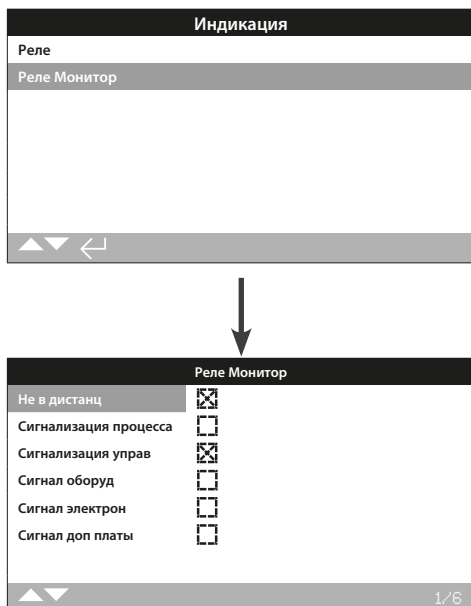 Индикация
Реле
Реле Монитор
Реле Монитор
Не в дистанц
Сигнализация процесса
Сигнализация управ
Сигнал оборуд
Сигнал электрон
Сигнал доп платы
1/6